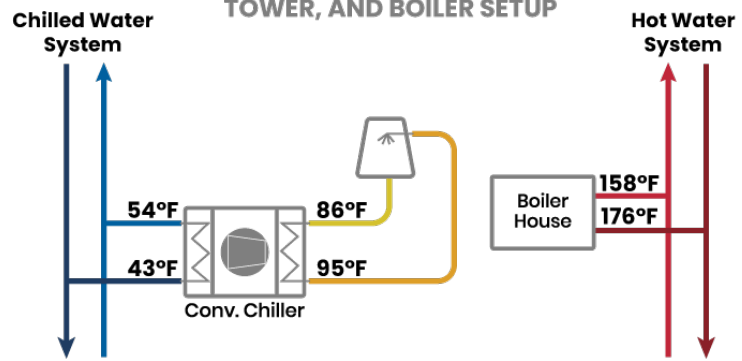 TOWER, AND BOILER SETUP
Chilled Water
System
Hot Water
System
54°F
86°F
43°F
95°F
Conv. Chiller
Boiler
House
158°F
176°F